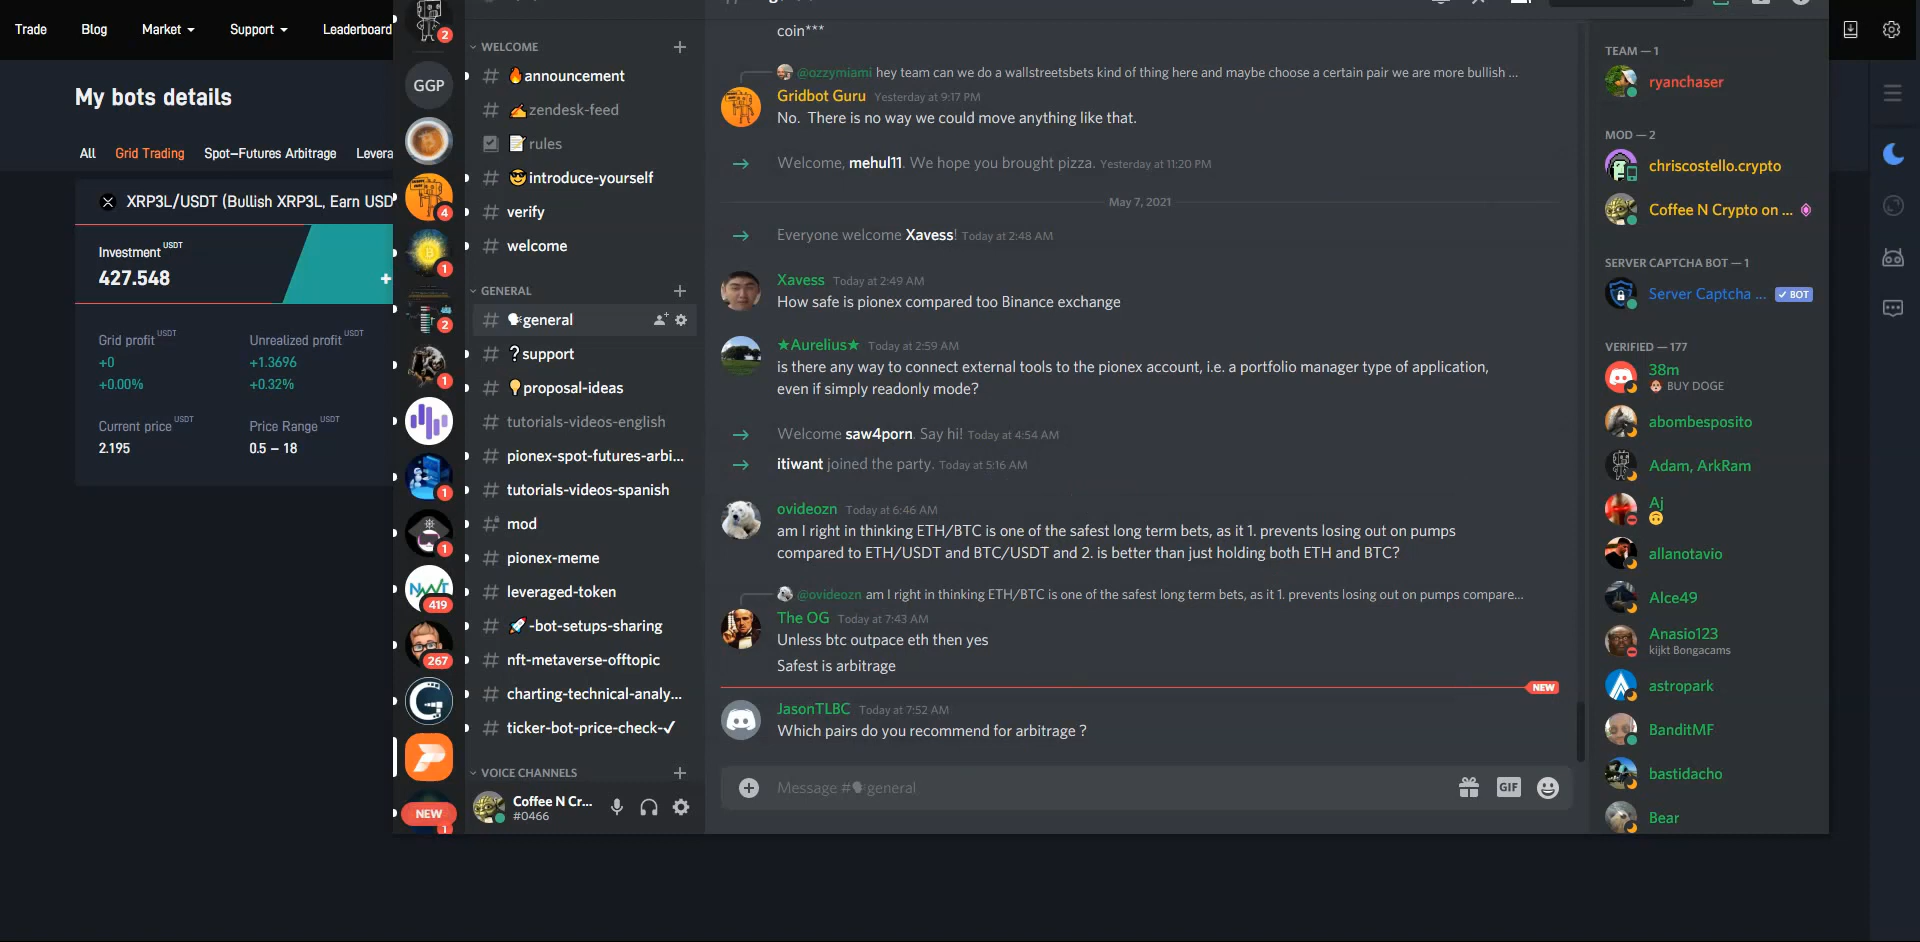 Trade
Blog
Market
Support
Leaderboard
My bots details
All
Grid Trading
Spot-Futures Arbitrage
XRP3L/USDT (Bullish XRP3L, Earn USD
Investment USDT
427.548
+
Grid profit USDT
+0
+0.00%
Unrealized profit USDT
+1.3696
+0.32%
Current price USDT
2.195
Price Range USDT
0.5 – 18
2
GGP
4
1
2
1
1
1
NWT
419
267
NEW
1
WELCOME
# 🔥announcement
# ✍zendesk-feed
📝rules
# 😎introduce-yourself
# verify
# welcome
GENERAL
# 🗣general
# ❔support
# 💡proposal-ideas
# tutorials-videos-english
# pionex-spot-futures-arbi...
# tutorials-videos-spanish
# mod
# pionex-meme
# leveraged-token
# 🚀-bot-setups-sharing
# nft-metaverse-offtopic
# charting-technical-analy...
# ticker-bot-price-check-✓
VOICE CHANNELS
Coffee N Cr...
#0466
coin***
@ozzymiami hey team can we do a wallstreetsbets kind of thing here and maybe choose a certain pair we are more bullish ...
Gridbot Guru Yesterday at 9:17 PM
No. There is no way we could move anything like that.
Welcome, mehul11. We hope you brought pizza. Yesterday at 11:20 PM
May 7, 2021
Everyone welcome Xavess! Today at 2:48 AM
Xavess Today at 2:49 AM
How safe is pionex compared too Binance exchange
★Aurelius★ Today at 2:59 AM
is there any way to connect external tools to the pionex account, i.e. a portfolio manager type of application,
even if simply readonly mode?
Welcome saw4porn. Say hi! Today at 4:54 AM
itiwant joined the party. Today at 5:16 AM
ovideozn Today at 6:46 AM
am I right in thinking ETH/BTC is one of the safest long term bets, as it 1. prevents losing out on pumps
compared to ETH/USDT and BTC/USDT and 2. is better than just holding both ETH and BTC?
@ovideozn am I right in thinking ETH/BTC is one of the safest long term bets, as it 1. prevents losing out on pumps compare...
The OG Today at 7:43 AM
Unless btc outpace eth then yes
Safest is arbitrage
NEW
JasonTLBC Today at 7:52 AM
Which pairs do you recommend for arbitrage ?
Message #🗣general
GIF
TEAM — 1
ryanchaser
MOD — 2
chriscostello.crypto
Coffee N Crypto on ...
SERVER CAPTCHA BOT — 1
Server Captcha ... ✓ BOT
VERIFIED — 177
38m
BUY DOGE
abombesposito
Adam, ArkRam
Aj
🙃
allanotavio
Alce49
Anasio123
kijkt Bongacams
astropark
BanditMF
bastidacho
Bear